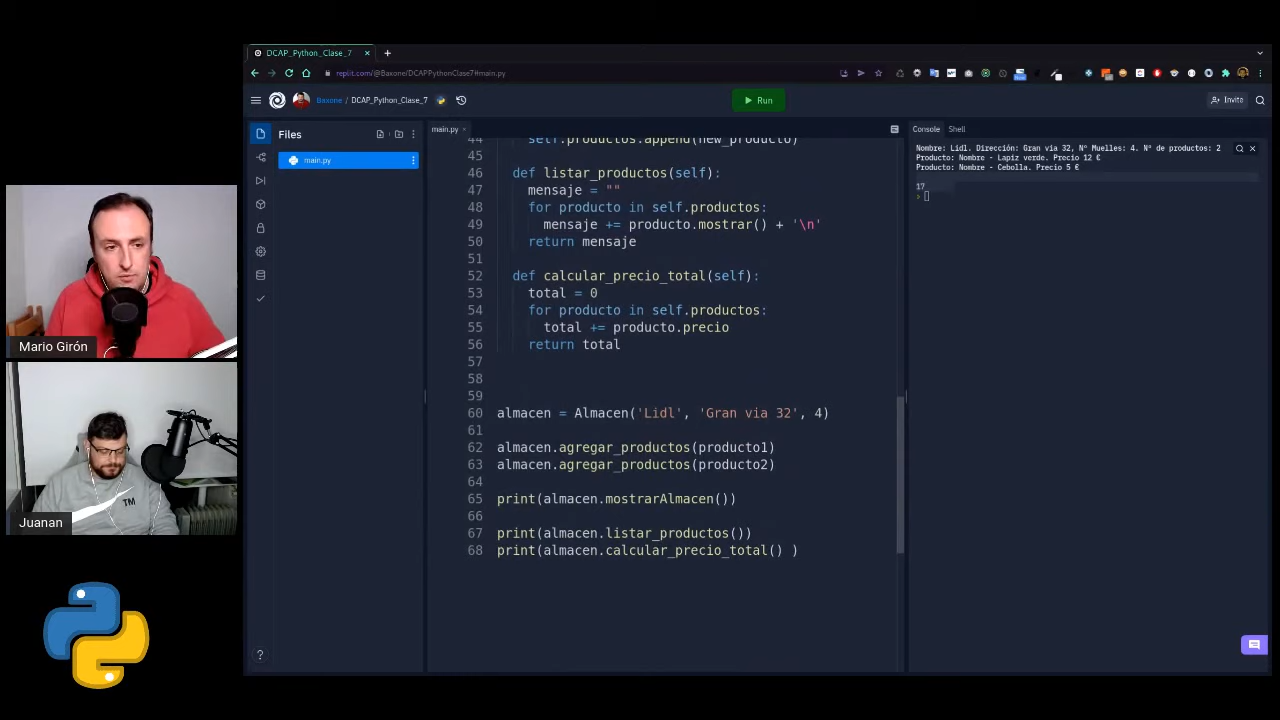 DCAP_Python_Clase_7
replit.com/@Baxone/DCAPPythonClase7#main.py
Baxone / DCAP_Python_Clase_7
Run
Invite
Files
main.py
main.py
44 self.productos.append(new_producto)
45
46 def listar_productos(self):
47 mensaje = ""
48 for producto in self.productos:
49 mensaje += producto.mostrar() + '\n'
50 return mensaje
51
52 def calcular_precio_total(self):
53 total = 0
54 for producto in self.productos:
55 total += producto.precio
56 return total
57
58
59
60 almacen = Almacen('Lidl', 'Gran via 32', 4)
61
62 almacen.agregar_productos(producto1)
63 almacen.agregar_productos(producto2)
64
65 print(almacen.mostrarAlmacen())
66
67 print(almacen.listar_productos())
68 print(almacen.calcular_precio_total() )
Console Shell
Nombre: Lidl. Dirección: Gran via 32, Nº Muelles: 4. Nº de productos: 2
Producto: Nombre - Lapiz verde. Precio 12 €
Producto: Nombre - Cebolla. Precio 5 €
17
Mario Girón
TM
Juanan